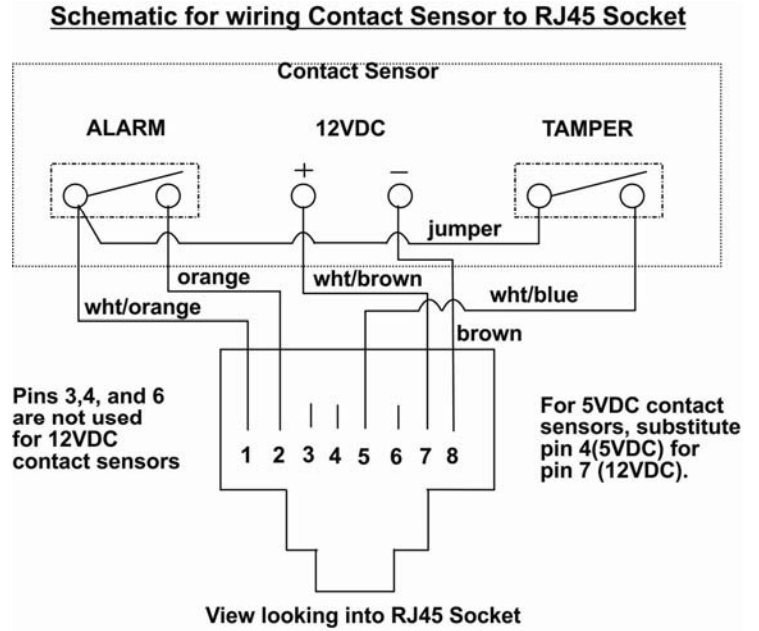 Schematic for wiring Contact Sensor to RJ45 Socket
Contact Sensor
ALARM
12VDC
TAMPER
+
–
jumper
orange
wht/brown
wht/blue
wht/orange
brown
Pins 3,4, and 6
are not used
for 12VDC
contact sensors
For 5VDC contact
sensors, substitute
pin 4(5VDC) for
pin 7 (12VDC).
1 2 3 4 5 6 7 8
View looking into RJ45 Socket